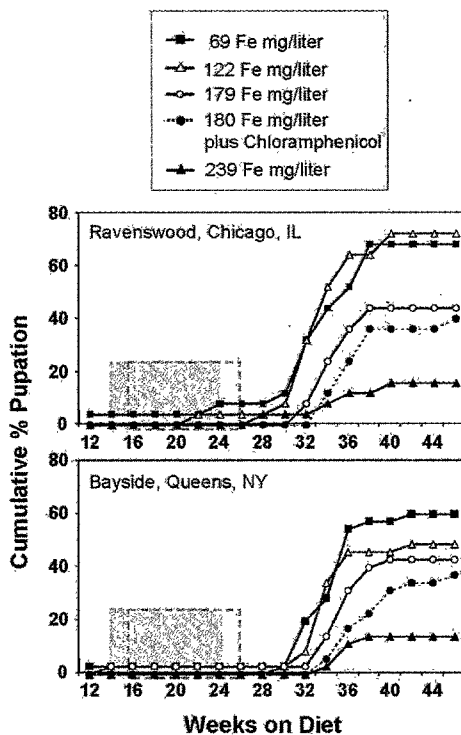 69 Fe mg/liter
122 Fe mg/liter
179 Fe mg/liter
180 Fe mg/liter
plus Chloramphenicol
239 Fe mg/liter
80
Ravenswood, Chicago, IL
60
40
20
0
12 16 20 24 28 32 36 40 44
80
Bayside, Queens, NY
60
40
20
0
12 16 20 24 28 32 36 40 44
Cumulative % Pupation
Weeks on Diet